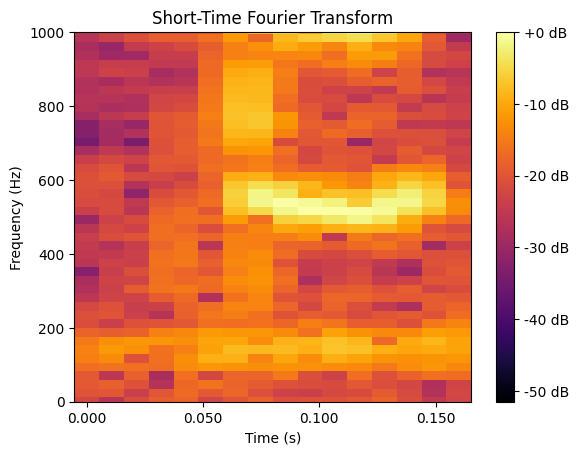 Short-Time Fourier Transform
1000
800
600
400
200
0
Frequency (Hz)
0.000
0.050
0.100
0.150
Time (s)
+0 dB
-10 dB
-20 dB
-30 dB
-40 dB
-50 dB